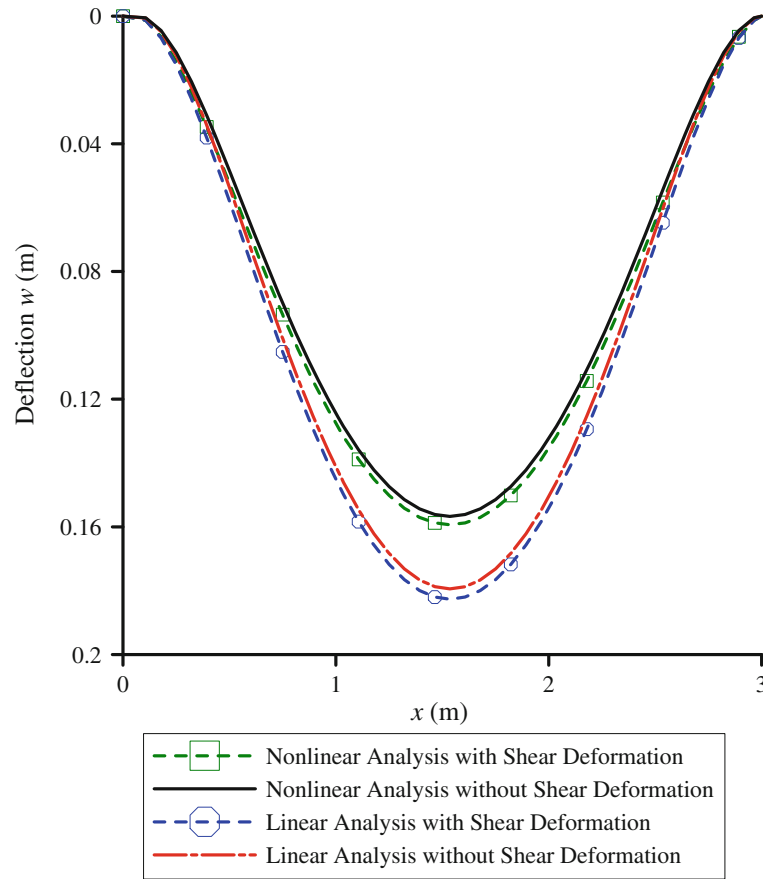 0
0.04
0.08
0.12
0.16
0.2
Deflection w (m)
0 1 2 3
x (m)
Nonlinear Analysis with Shear Deformation
Nonlinear Analysis without Shear Deformation
Linear Analysis with Shear Deformation
Linear Analysis without Shear Deformation